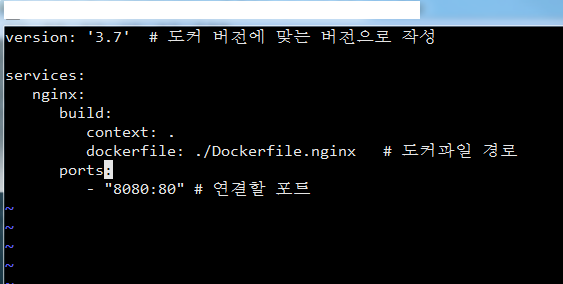 version: '3.7'  # 도커 버전에 맞는 버전으로 작성

services:
   nginx:
      build:
         context: .
         dockerfile: ./Dockerfile.nginx   # 도커파일 경로
      ports:
         - "8080:80" # 연결할 포트
~
~
~
~
~